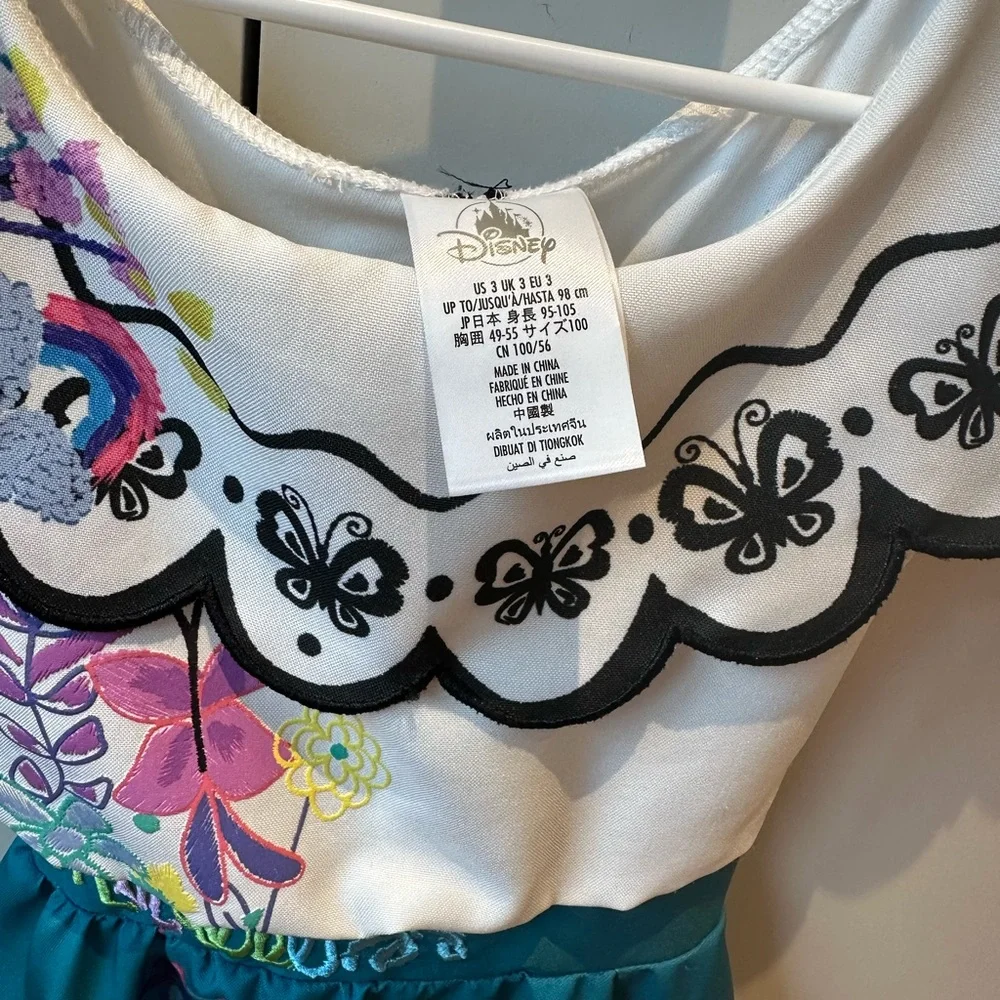 Disney
US 3 UK 3 EU 3
UP TO/JUSQU'À/HASTA 98 cm
JP日本 身長 95-105
胸囲 49-55 サイズ100
CN 100/56
MADE IN CHINA
FABRIQUÉ EN CHINE
HECHO EN CHINA
中國製
ผลิตในประเทศจีน
DIBUAT DI TIONGKOK
صنع في الصين